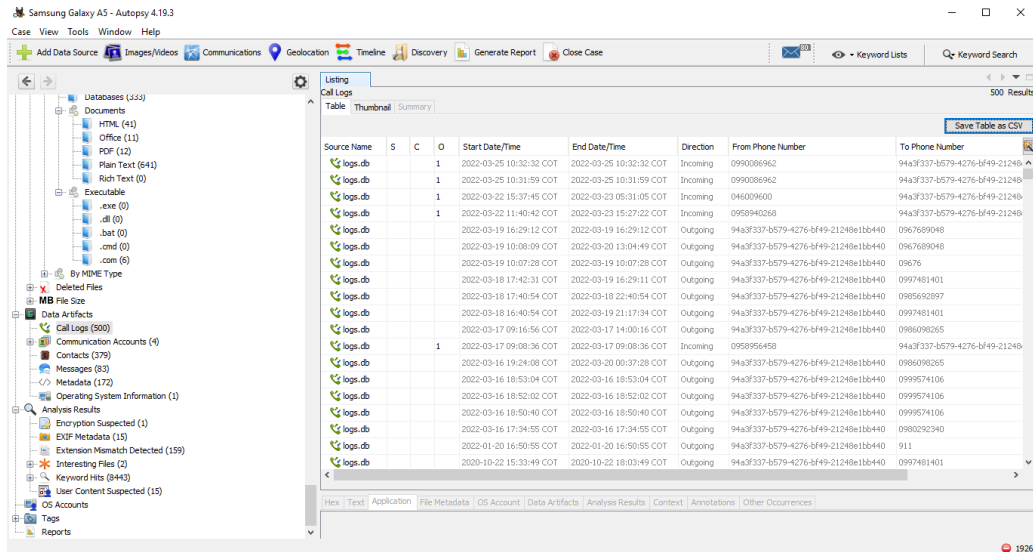 Samsung Galaxy A5 - Autopsy 4.19.3
Case View Tools Window Help
Add Data Source Images/Videos Communications Geolocation Timeline Discovery Generate Report Close Case Keyword Lists Keyword Search
Listing
Call Logs 500 Results
Table Thumbnail Summary
Save Table as CSV
Databases (333)
Documents
HTML (41)
Office (11)
PDF (12)
Plain Text (641)
Rich Text (0)
Executable
.exe (0)
.dll (0)
.bat (0)
.cmd (0)
.com (6)
By MIME Type
Deleted Files
MB File Size
Data Artifacts
Call Logs (500)
Communication Accounts (4)
Contacts (379)
Messages (83)
Metadata (172)
Operating System Information (1)
Analysis Results
Encryption Suspected (1)
EXIF Metadata (15)
Extension Mismatch Detected (159)
Interesting Files (2)
Keyword Hits (8443)
User Content Suspected (15)
OS Accounts
Tags
Reports
Source Name S C O Start Date/Time End Date/Time Direction From Phone Number To Phone Number
logs.db 1 2022-03-25 10:32:32 COT 2022-03-25 10:32:32 COT Incoming 0990086962 94a3f337-b579-4276-bf49-21248
logs.db 1 2022-03-25 10:31:59 COT 2022-03-25 10:31:59 COT Incoming 0990086962 94a3f337-b579-4276-bf49-21248
logs.db 1 2022-03-22 15:37:45 COT 2022-03-23 05:31:05 COT Incoming 046009600 94a3f337-b579-4276-bf49-21248
logs.db 1 2022-03-22 11:40:42 COT 2022-03-23 15:27:22 COT Incoming 0958940268 94a3f337-b579-4276-bf49-21248
logs.db 2022-03-19 16:29:12 COT 2022-03-19 16:29:12 COT Outgoing 94a3f337-b579-4276-bf49-21248e1bb440 0967689048
logs.db 2022-03-19 10:08:09 COT 2022-03-20 13:04:49 COT Outgoing 94a3f337-b579-4276-bf49-21248e1bb440 0967689048
logs.db 2022-03-19 10:07:28 COT 2022-03-19 10:07:28 COT Outgoing 94a3f337-b579-4276-bf49-21248e1bb440 09676
logs.db 2022-03-18 17:42:31 COT 2022-03-19 16:29:11 COT Outgoing 94a3f337-b579-4276-bf49-21248e1bb440 0997481401
logs.db 2022-03-18 17:40:54 COT 2022-03-18 22:40:54 COT Outgoing 94a3f337-b579-4276-bf49-21248e1bb440 0985692897
logs.db 2022-03-18 16:40:54 COT 2022-03-19 21:17:34 COT Outgoing 94a3f337-b579-4276-bf49-21248e1bb440 0997481401
logs.db 2022-03-17 09:16:56 COT 2022-03-17 14:00:16 COT Outgoing 94a3f337-b579-4276-bf49-21248e1bb440 0986098265
logs.db 1 2022-03-17 09:08:36 COT 2022-03-17 09:08:36 COT Incoming 0958956458 94a3f337-b579-4276-bf49-21248
logs.db 2022-03-16 19:24:08 COT 2022-03-20 00:37:28 COT Outgoing 94a3f337-b579-4276-bf49-21248e1bb440 0986098265
logs.db 2022-03-16 18:53:04 COT 2022-03-16 18:53:04 COT Outgoing 94a3f337-b579-4276-bf49-21248e1bb440 0999574106
logs.db 2022-03-16 18:52:02 COT 2022-03-16 18:52:02 COT Outgoing 94a3f337-b579-4276-bf49-21248e1bb440 0999574106
logs.db 2022-03-16 18:50:40 COT 2022-03-16 18:50:40 COT Outgoing 94a3f337-b579-4276-bf49-21248e1bb440 0999574106
logs.db 2022-03-16 17:34:55 COT 2022-03-16 17:34:55 COT Outgoing 94a3f337-b579-4276-bf49-21248e1bb440 0980292340
logs.db 2022-01-20 16:50:55 COT 2022-01-20 16:50:55 COT Outgoing 94a3f337-b579-4276-bf49-21248e1bb440 911
logs.db 2020-10-22 15:33:49 COT 2020-10-22 18:03:49 COT Outgoing 94a3f337-b579-4276-bf49-21248e1bb440 0997481401
Hex Text Application File Metadata OS Account Data Artifacts Analysis Results Context Annotations Other Occurrences
1926